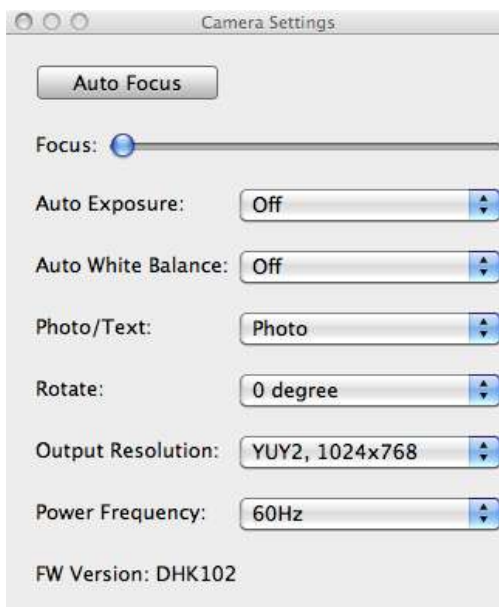 Camera Settings
Auto Focus
Focus:
Auto Exposure: Off
Auto White Balance: Off
Photo/Text: Photo
Rotate: 0 degree
Output Resolution: YUY2, 1024x768
Power Frequency: 60Hz
FW Version: DHK102